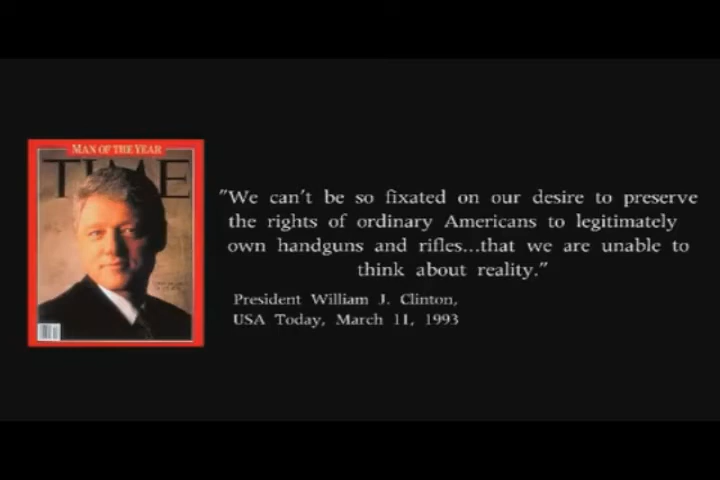 MAN OF THE YEAR
TIME
"We can't be so fixated on our desire to preserve
the rights of ordinary Americans to legitimately
own handguns and rifles...that we are unable to
think about reality."
President William J. Clinton,
USA Today, March 11, 1993